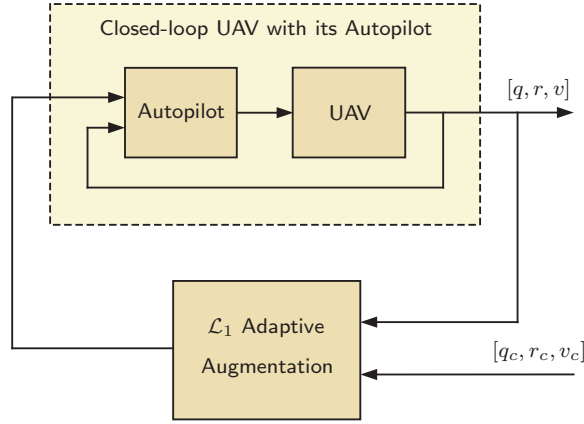 Closed-loop UAV with its Autopilot
Autopilot
UAV
[q, r, v]
ℒ₁ Adaptive
Augmentation
[q_c, r_c, v_c]